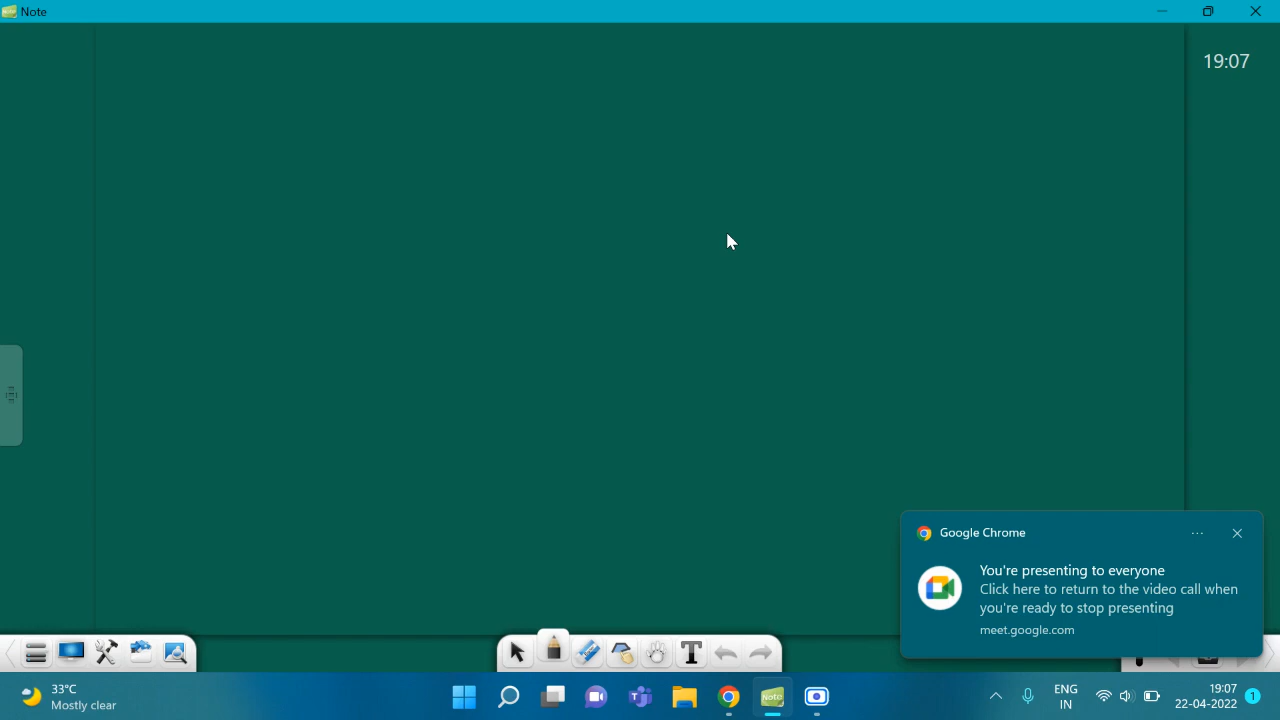 Note
19:07
Google Chrome
You're presenting to everyone
Click here to return to the video call when
you're ready to stop presenting
meet.google.com
T
33°C
Mostly clear
Note
ENG
IN
19:07
22-04-2022
1